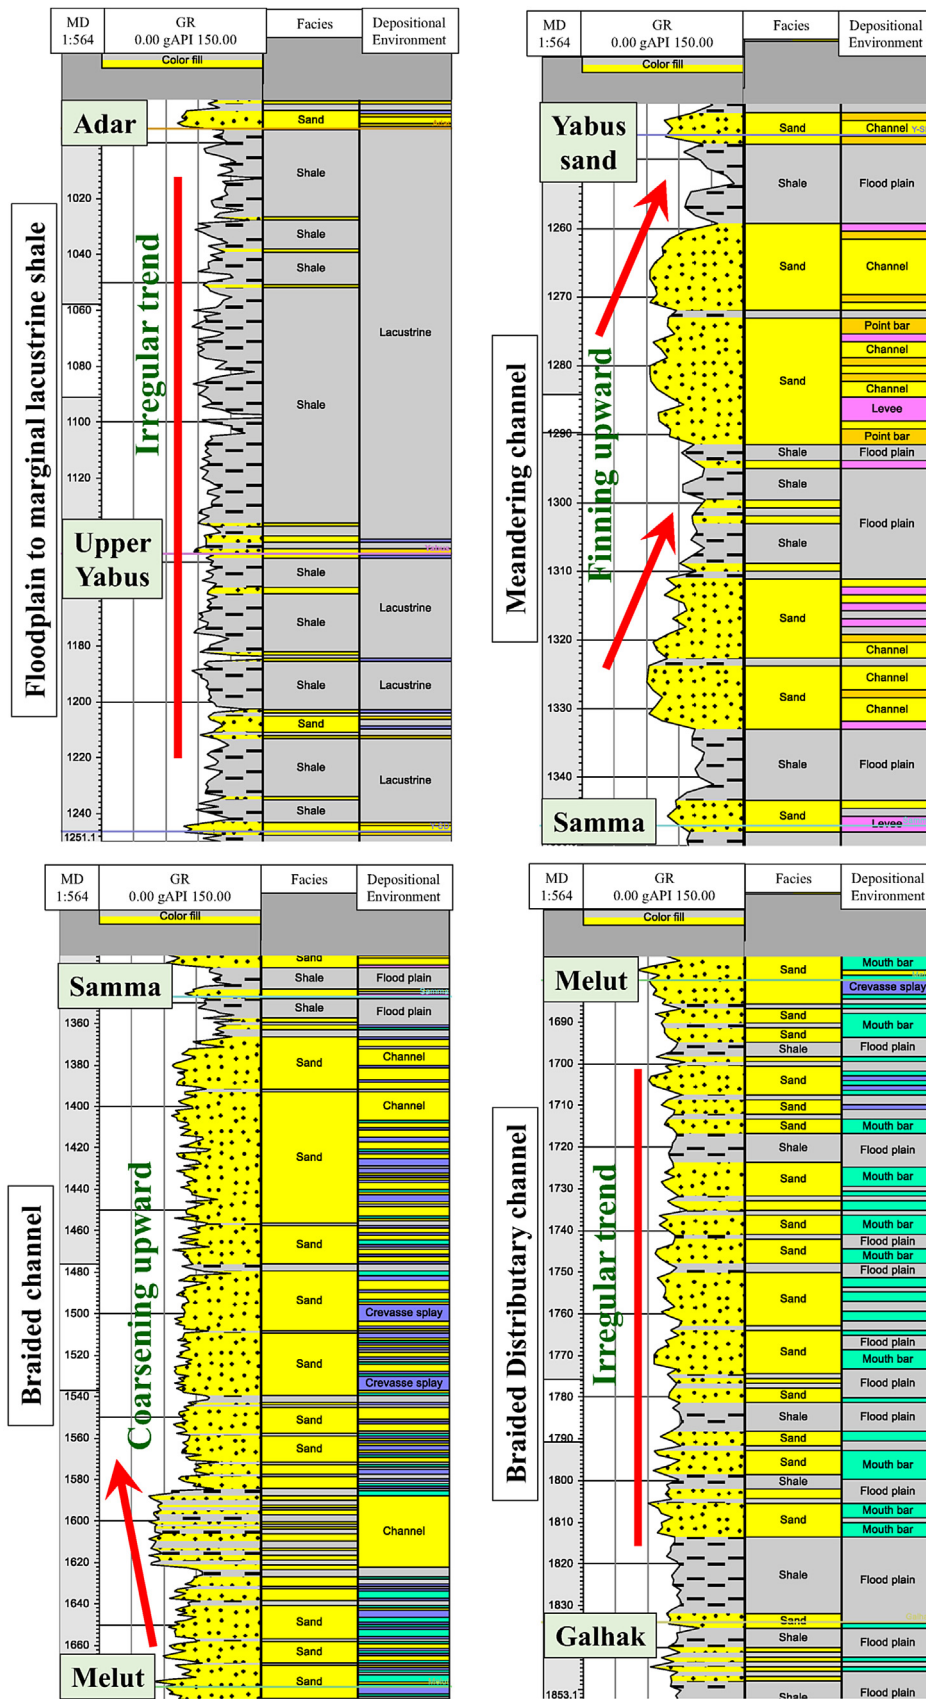 MD
1:564
GR
0.00 gAPI 150.00
Facies
Depositional
Environment
Color fill
Adar
Sand
Shale
1020
Shale
1040
Shale
1060
Lacustrine
1080
Shale
1100
1120
Upper
Yabus
Yabus
Shale
Lacustrine
Shale
1180
Shale
Lacustrine
1200
Sand
1220
Shale
Lacustrine
1240
Shale
1251.1
Floodplain to marginal lacustrine shale
Irregular trend
MD
1:564
GR
0.00 gAPI 150.00
Facies
Depositional
Environment
Color fill
Yabus
sand
Sand
Channel
Shale
Flood plain
1260
Sand
Channel
1270
Point bar
1280
Channel
Sand
Channel
Levee
1290
Point bar
Shale
Flood plain
Shale
1300
Flood plain
Shale
1310
Sand
1320
Channel
Channel
Sand
1330
Channel
Shale
Flood plain
1340
Samma
Sand
Levee
Meandering channel
Finning upward
MD
1:564
GR
0.00 gAPI 150.00
Facies
Depositional
Environment
Color fill
Sand
Samma
Shale
Flood plain
Shale
Flood plain
1360
Channel
1380
Sand
1400
Channel
1420
Sand
1440
1460
Sand
1480
Sand
Crevasse splay
1500
1520
Sand
Crevasse splay
1540
Sand
1560
Sand
1580
1600
Channel
1620
1640
Sand
1660
Sand
Melut
Sand
Melut
Braided channel
Coarsening upward
MD
1:564
GR
0.00 gAPI 150.00
Facies
Depositional
Environment
Color fill
Melut
Sand
Mouth bar
Crevasse splay
1690
Sand
Mouth bar
Sand
Shale
Flood plain
1700
Sand
1710
Sand
Sand
Mouth bar
1720
Shale
Flood plain
Sand
Mouth bar
1730
Sand
Mouth bar
1740
Flood plain
Sand
Mouth bar
1750
Flood plain
Sand
1760
Sand
Flood plain
1770
Mouth bar
Flood plain
1780
Sand
Shale
Flood plain
1790
Sand
Sand
Mouth bar
1800
Shale
Flood plain
Mouth bar
1810
Sand
Mouth bar
1820
Shale
Flood plain
1830
Sand
Galhak
Shale
Flood plain
1853.1
Shale
Flood plain
Braided Distributary channel
Irregular trend